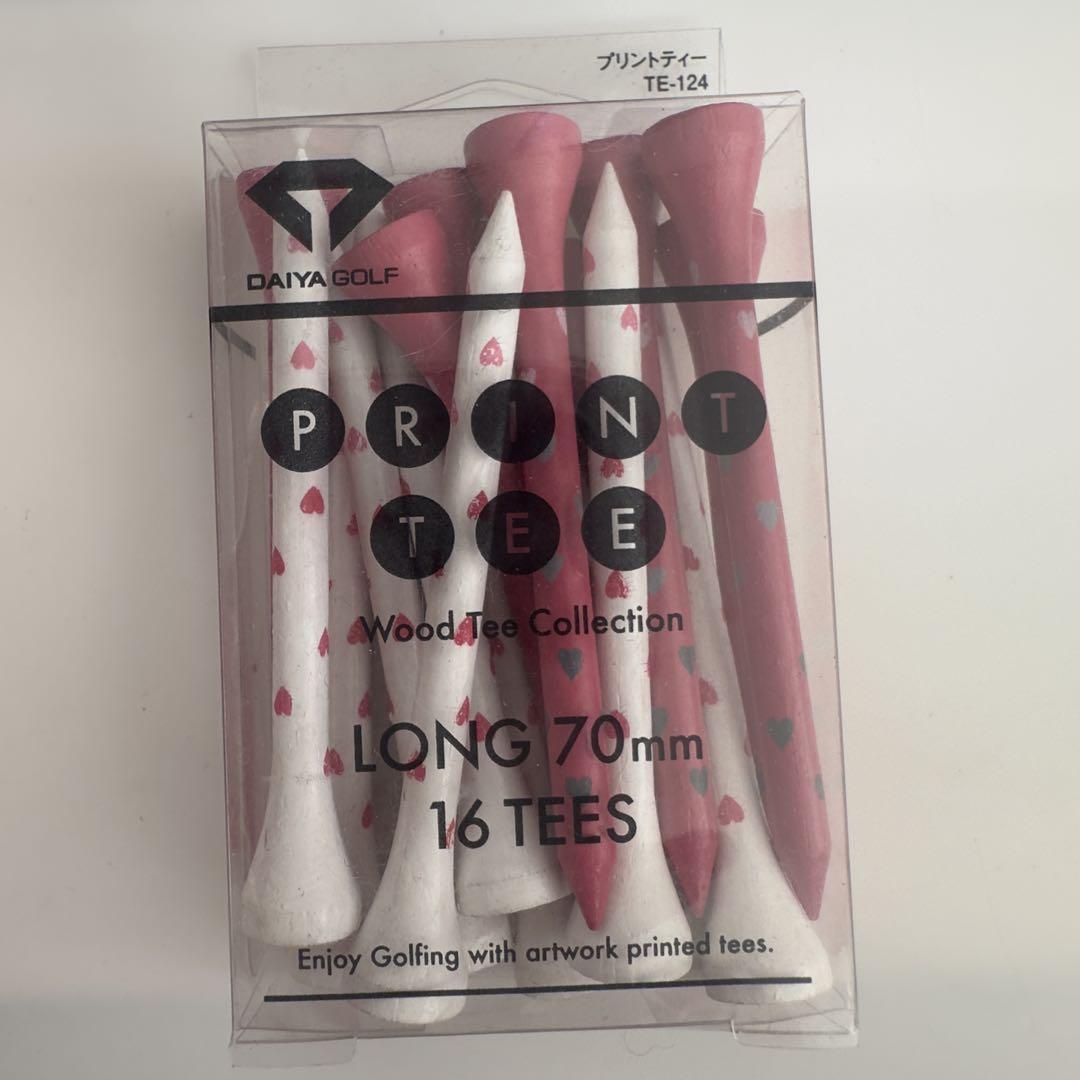 プリントティー
TE-124
DAIYA GOLF
PRINT
TEE
Wood Tee Collection
LONG 70mm
16 TEES
Enjoy Golfing with artwork printed tees.